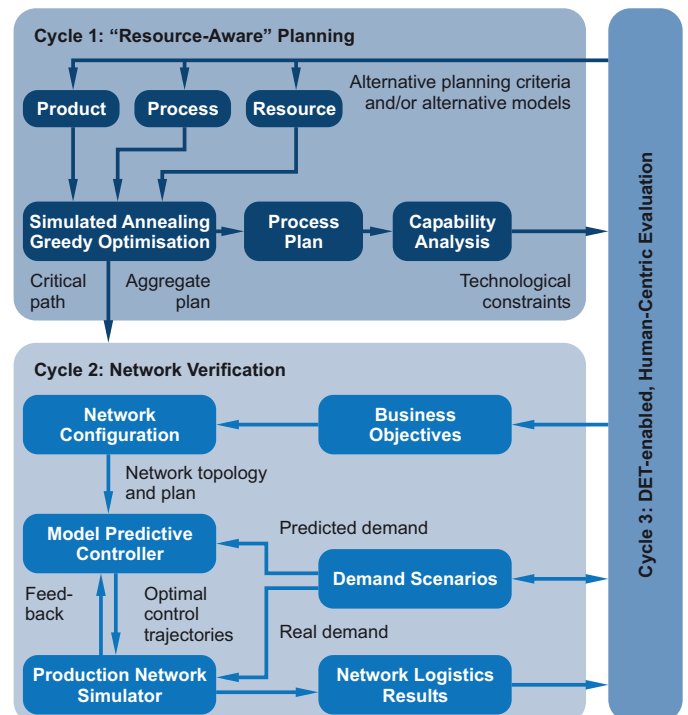 Cycle 1: “Resource-Aware” Planning
Alternative planning criteria
and/or alternative models
Product
Process
Resource
Simulated Annealing
Greedy Optimisation
Process
Plan
Capability
Analysis
Critical
path
Aggregate
plan
Technological
constraints
Cycle 2: Network Verification
Network
Configuration
Business
Objectives
Network topology
and plan
Model Predictive
Controller
Predicted demand
Demand Scenarios
Feed-
back
Optimal
control
trajectories
Real demand
Production Network
Simulator
Network Logistics
Results
Cycle 3: DET-enabled, Human-Centric Evaluation